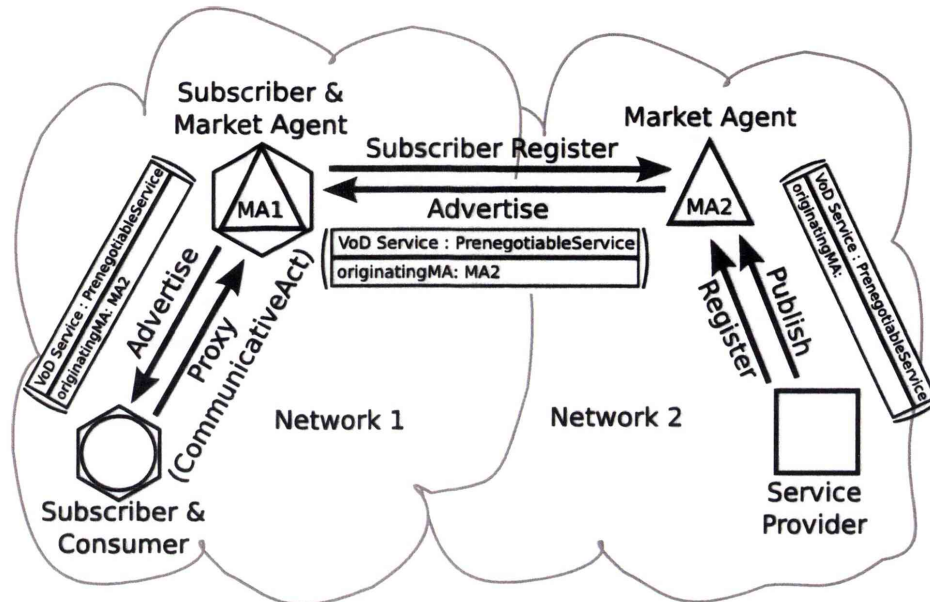 Subscriber &
Market Agent
MA1
Subscriber Register
Advertise
VoD Service : PrenegotiableService
originatingMA: MA2
Market Agent
MA2
VoD Service : PrenegotiableService
originatingMA: MA2
Advertise
Proxy
(CommunicativeAct)
Register
Publish
VoD Service : PrenegotiableService
originatingMA:
Network 1
Network 2
Subscriber &
Consumer
Service
Provider